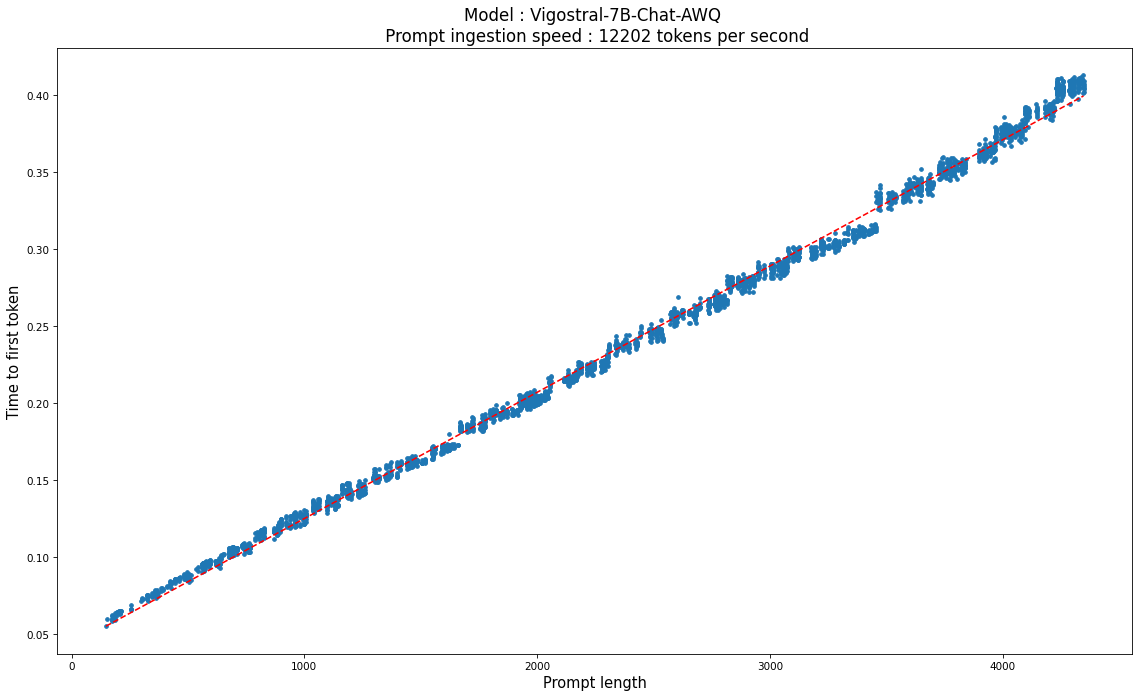 Model : Vigostral-7B-Chat-AWQ
Prompt ingestion speed : 12202 tokens per second
Time to first token
0.40
0.35
0.30
0.25
0.20
0.15
0.10
0.05
0 1000 2000 3000 4000
Prompt length